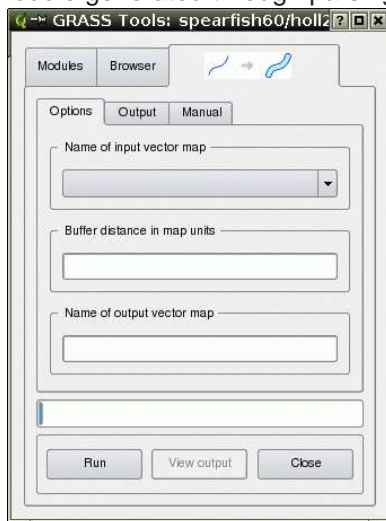 GRASS Tools: spearfish60/holl2
Modules Browser
Options Output Manual
Name of input vector map
Buffer distance in map units
Name of output vector map
Run View output Close